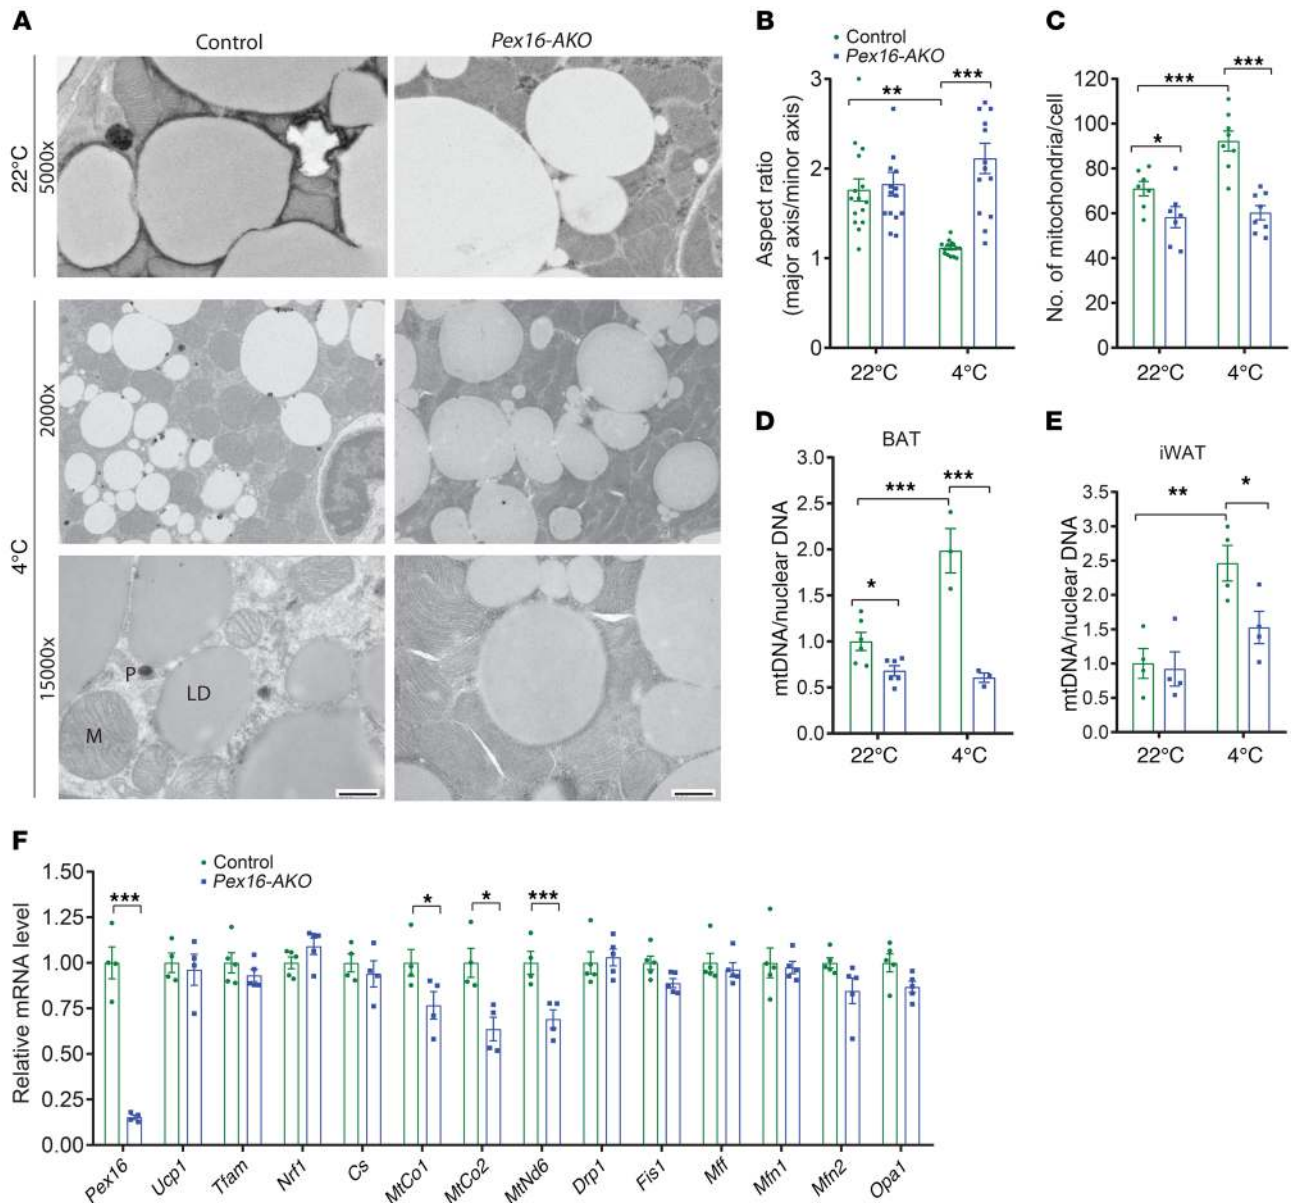 A
Control
Pex16-AKO
22°C
5000x
4°C
2000x
15000x
P
LD
M
B
Control
Pex16-AKO
Aspect ratio
(major axis/minor axis)
3
2
1
0
**
***
22°C
4°C
C
No. of mitochondria/cell
120
100
80
60
40
20
0
***
***
*
22°C
4°C
D
BAT
mtDNA/nuclear DNA
3.0
2.5
2.0
1.5
1.0
0.5
0.0
***
***
*
22°C
4°C
E
iWAT
mtDNA/nuclear DNA
3.5
3.0
2.5
2.0
1.5
1.0
0.5
0.0
**
*
22°C
4°C
F
Control
Pex16-AKO
Relative mRNA level
1.50
1.25
1.00
0.75
0.50
0.25
0.00
***
*
*
***
Pex16
Ucp1
Tfam
Nrf1
Cs
MtCo1
MtCo2
MtNd6
Drp1
Fis1
Mff
Mfn1
Mfn2
Opa1